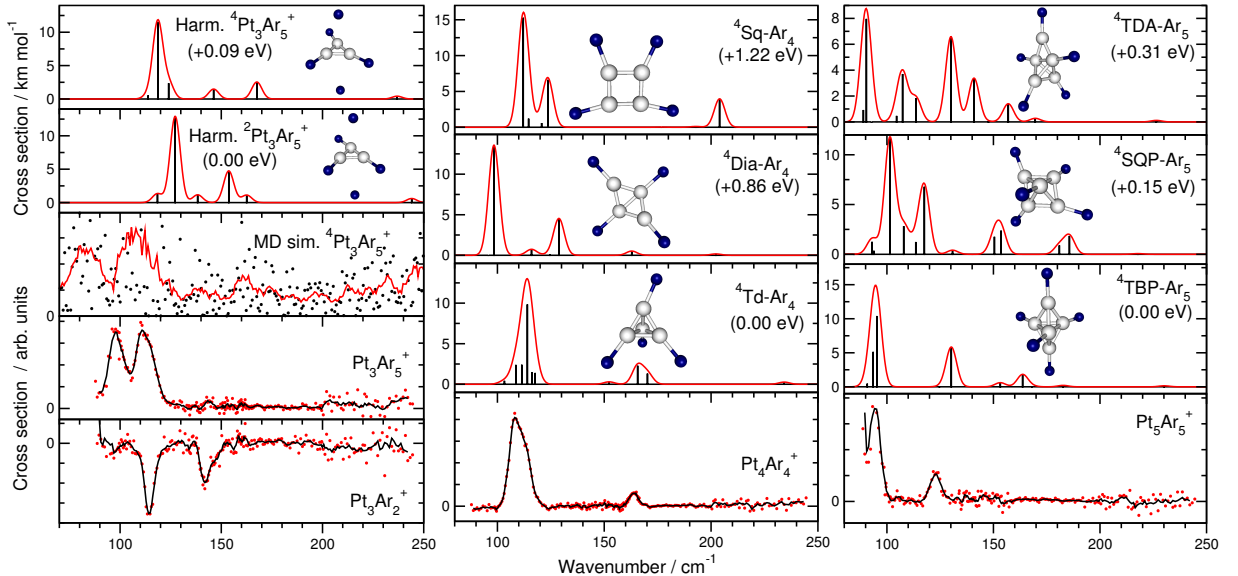 Cross section / km mol⁻¹
10
5
0
Harm. ⁴Pt₃Ar₅⁺
(+0.09 eV)
10
5
0
Harm. ²Pt₃Ar₅⁺
(0.00 eV)
MD sim. ⁴Pt₃Ar₅⁺
0
Cross section / arb. units
Pt₃Ar₅⁺
0
0
Pt₃Ar₂⁺
100
150
200
250
15
10
5
0
⁴Sq-Ar₄
(+1.22 eV)
10
5
0
⁴Dia-Ar₄
(+0.86 eV)
10
5
0
⁴Td-Ar₄
(0.00 eV)
Pt₄Ar₄⁺
0
100
150
200
250
Wavenumber / cm⁻¹
8
6
4
2
0
⁴TDA-Ar₅
(+0.31 eV)
10
5
0
⁴SQP-Ar₅
(+0.15 eV)
15
10
5
0
⁴TBP-Ar₅
(0.00 eV)
Pt₅Ar₅⁺
0
100
150
200
250